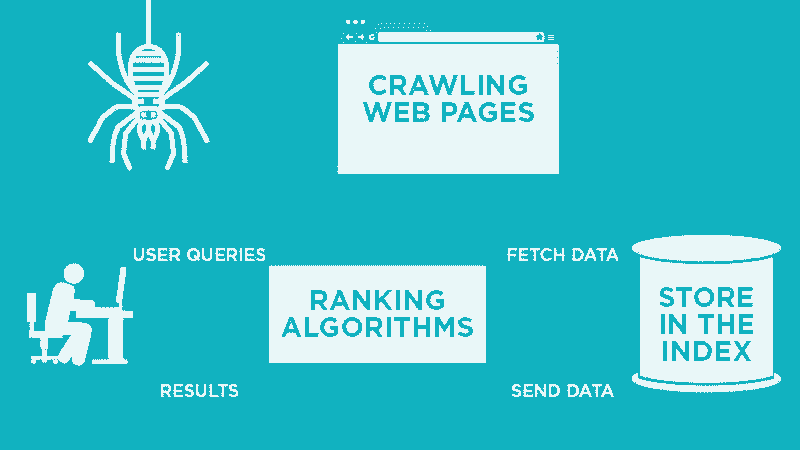 CRAWLING
WEB PAGES
USER QUERIES
FETCH DATA
RANKING
ALGORITHMS
STORE
IN THE
INDEX
RESULTS
SEND DATA